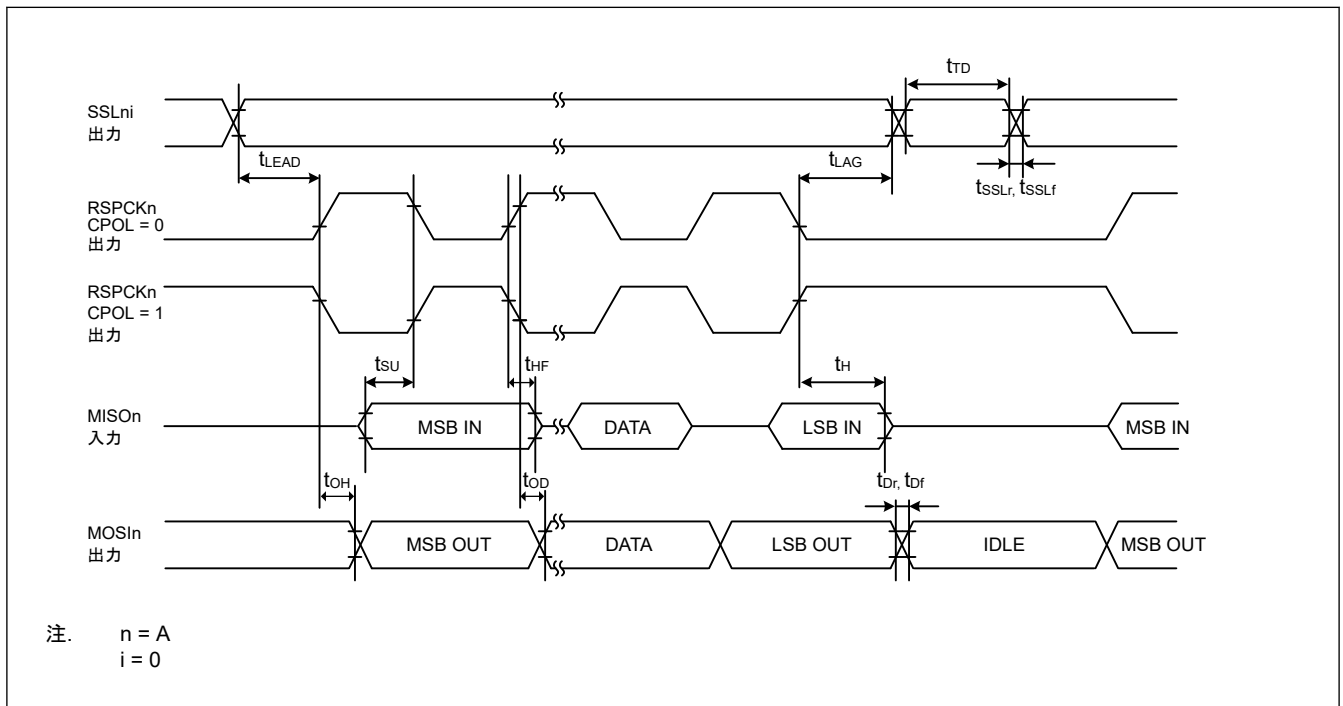 tTD
SSLni
出力
tLEAD
tLAG
tSSLr, tSSLf
RSPCKn
CPOL = 0
出力
RSPCKn
CPOL = 1
出力
tSU
tHF
tH
MISOn
入力
MSB IN
DATA
LSB IN
MSB IN
tOH
tOD
tDr, tDf
MOSIn
出力
MSB OUT
DATA
LSB OUT
IDLE
MSB OUT
注. n = A
i = 0